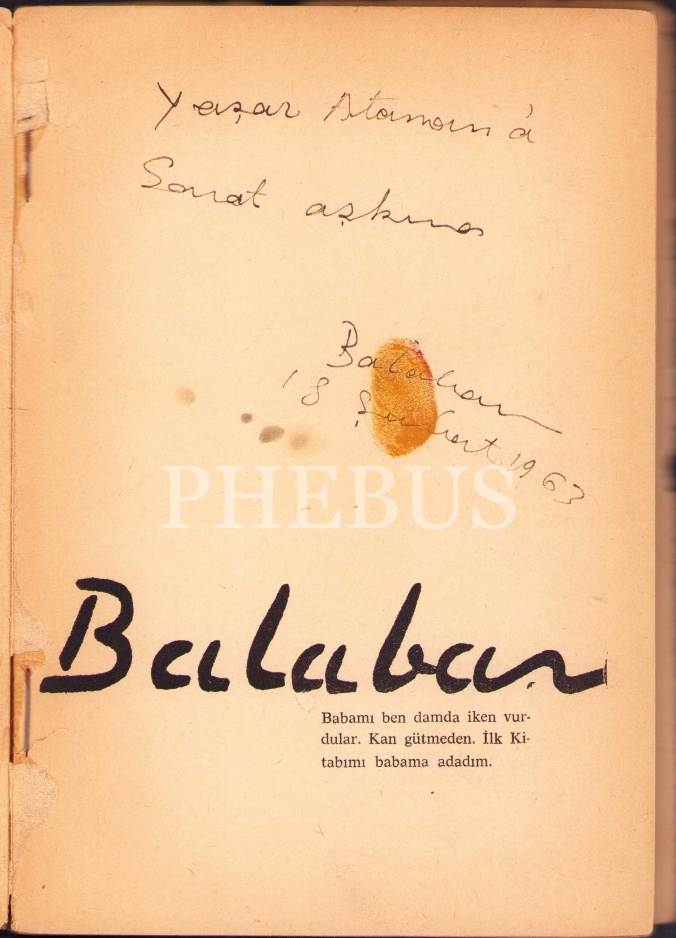 Yaşar Ataman'a
Sanat aşkına
Balaban
18 Şubat 1963
PHEBUS
Balaban
Babamı ben damda iken vur-
dular. Kan gütmeden. İlk Ki-
tabımı babama adadım.